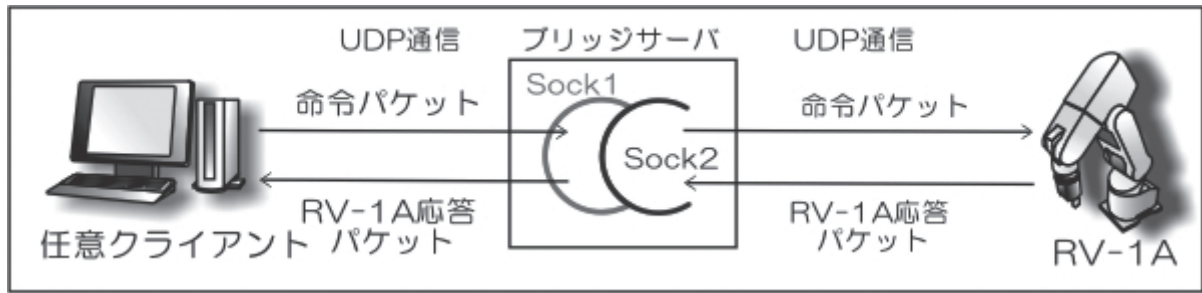 UDP通信
ブリッジサーバ
UDP通信
Sock1
命令パケット
命令パケット
Sock2
RV-1A応答
パケット
RV-1A応答
パケット
任意クライアント
RV-1A